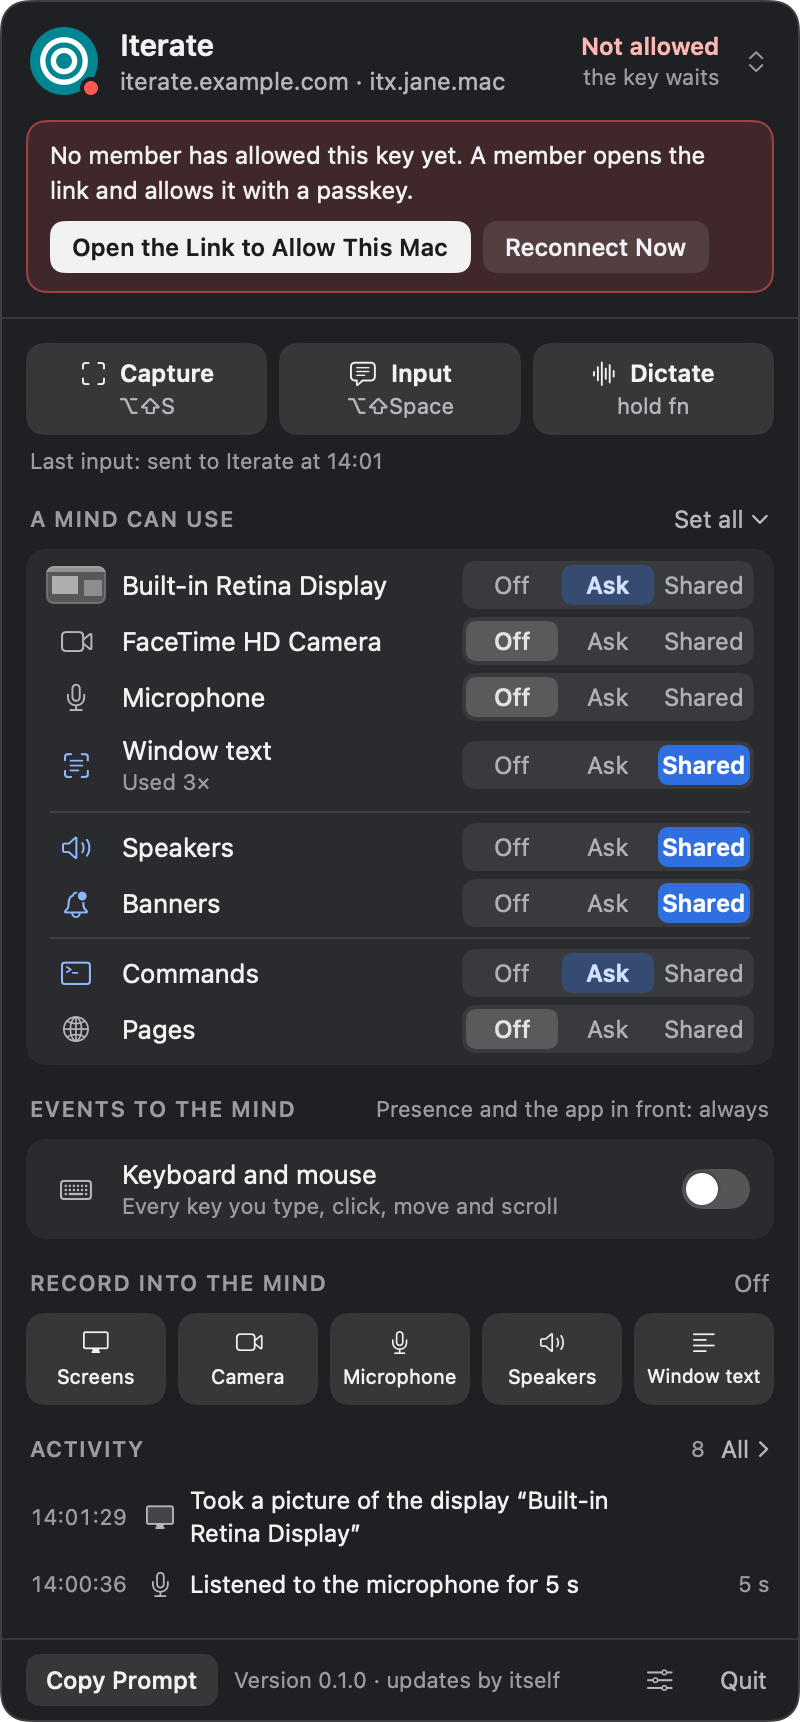 Iterate
iterate.example.com · itx.jane.mac
Not allowed
the key waits
No member has allowed this key yet. A member opens the
link and allows it with a passkey.
Open the Link to Allow This Mac
Reconnect Now
Capture
⌥⇧S
Input
⌥⇧Space
Dictate
hold fn
Last input: sent to Iterate at 14:01
A MIND CAN USE
Set all
Built-in Retina Display
Off Ask Shared
FaceTime HD Camera
Off Ask Shared
Microphone
Off Ask Shared
Window text
Used 3×
Off Ask Shared
Speakers
Off Ask Shared
Banners
Off Ask Shared
Commands
Off Ask Shared
Pages
Off Ask Shared
EVENTS TO THE MIND
Presence and the app in front: always
Keyboard and mouse
Every key you type, click, move and scroll
RECORD INTO THE MIND
Off
Screens
Camera
Microphone
Speakers
Window text
ACTIVITY
8 All
14:01:29
Took a picture of the display “Built-in
Retina Display”
14:00:36
Listened to the microphone for 5 s
5 s
Copy Prompt
Version 0.1.0 · updates by itself
Quit